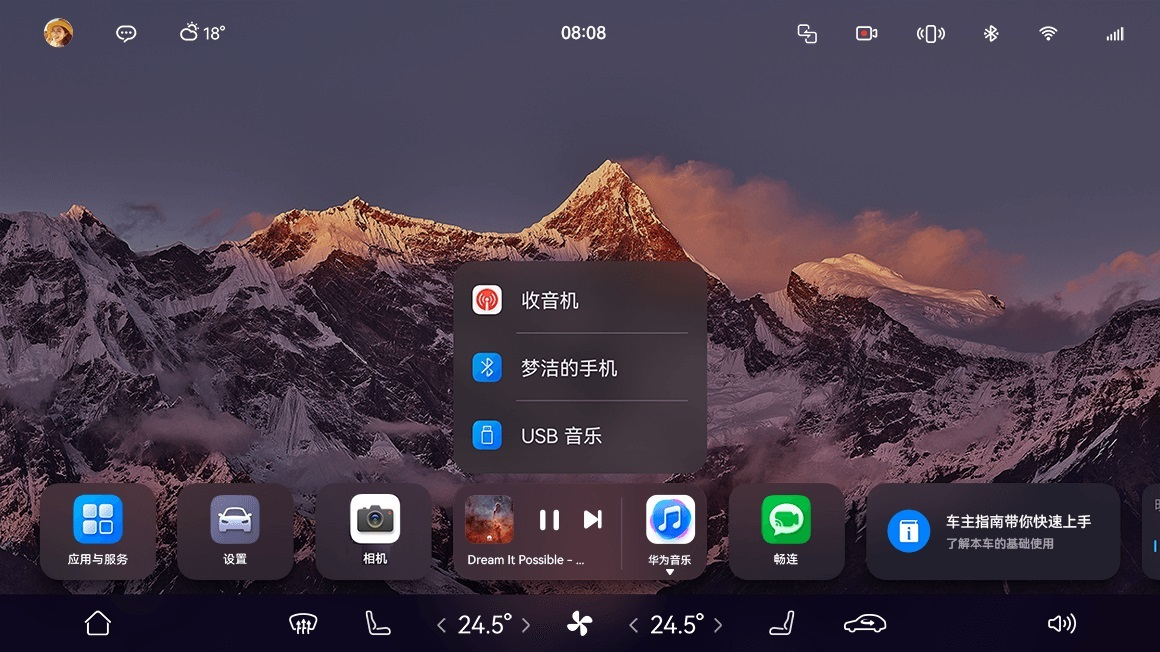 18°
08:08
收音机
梦洁的手机
USB 音乐
应用与服务
设置
相机
Dream It Possible - ...
华为音乐
畅连
车主指南带你快速上手
了解本车的基础使用
24.5°
24.5°